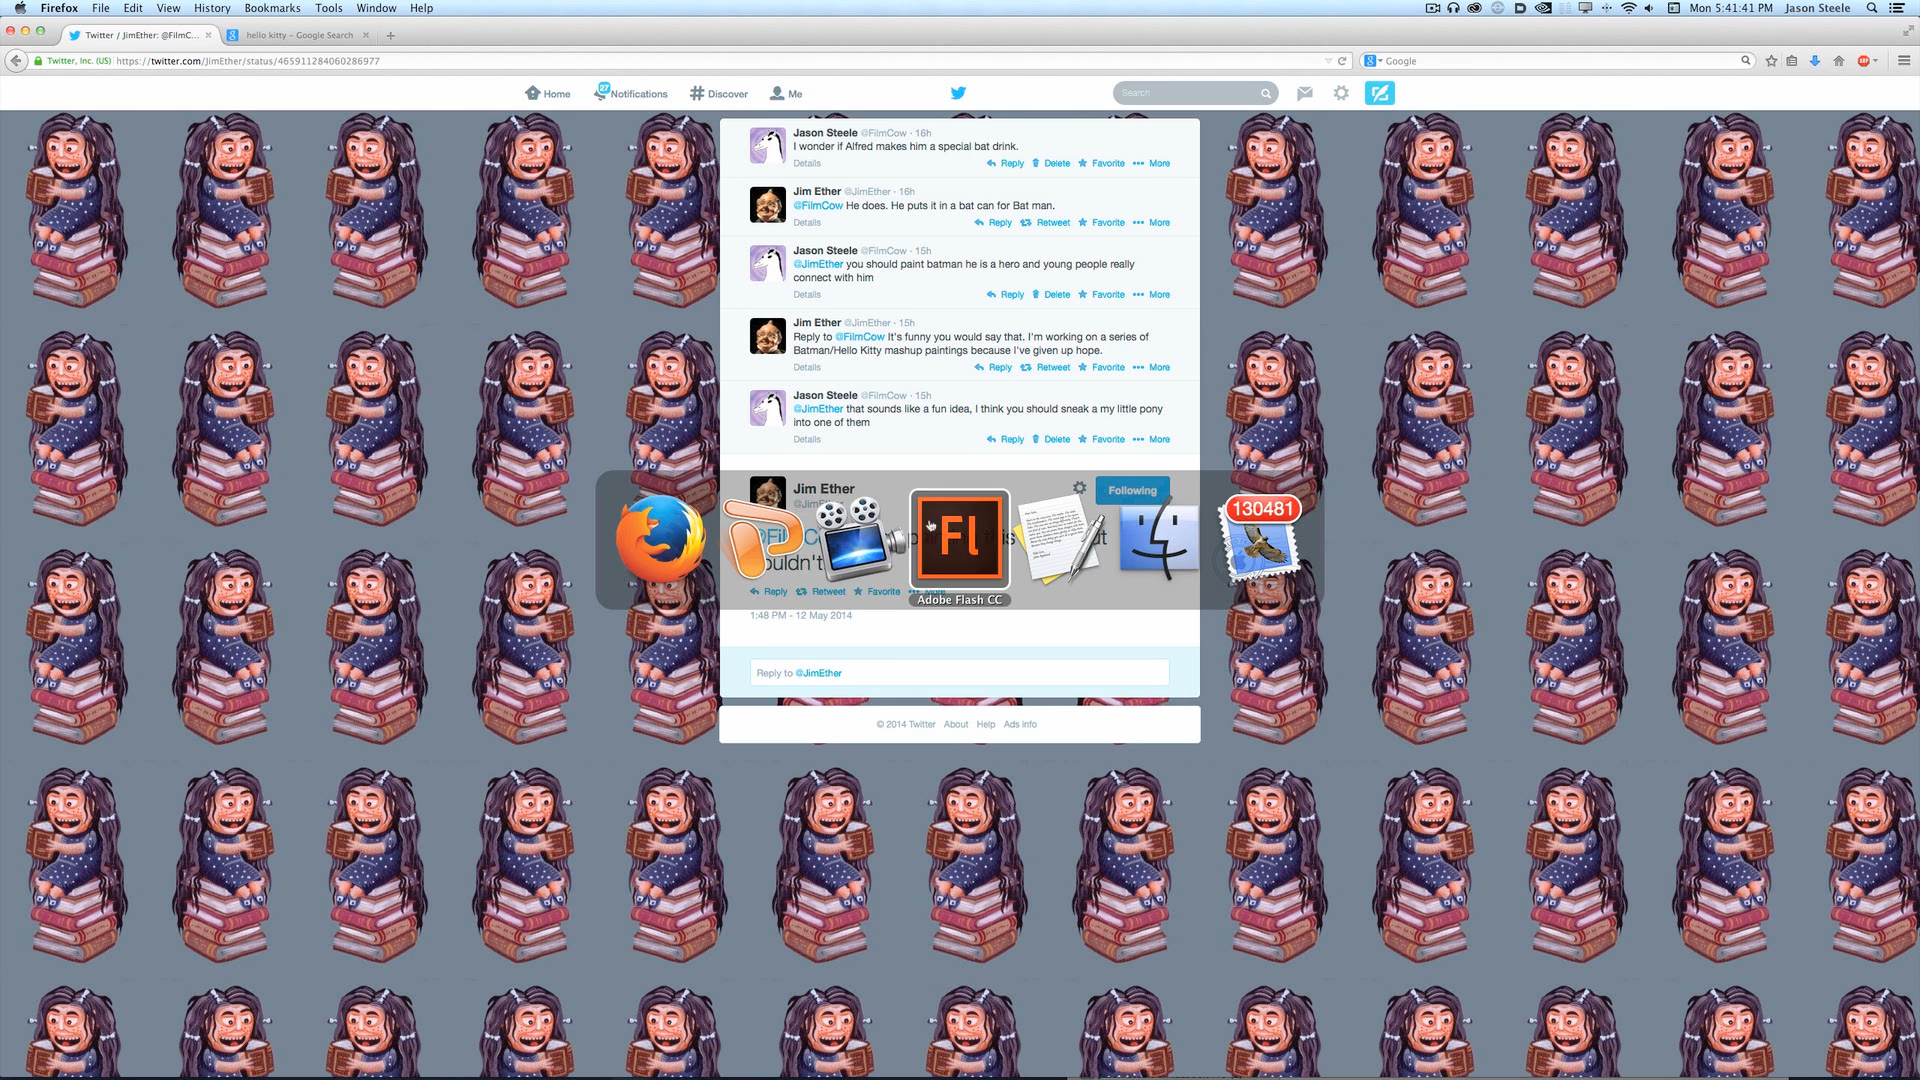 Firefox File Edit View History Bookmarks Tools Window Help Mon 5:41:41 PM Jason Steele
Twitter / JimEther: @FilmC... hello kitty – Google Search
Twitter, Inc. (US) https://twitter.com/JimEther/status/465911284060286977 Google
Home 27 Notifications Discover Me Search
Jason Steele @FilmCow · 16h
I wonder if Alfred makes him a special bat drink.
Details Reply Delete Favorite More
Jim Ether @JimEther · 16h
@FilmCow He does. He puts it in a bat can for Bat man.
Details Reply Retweet Favorite More
Jason Steele @FilmCow · 15h
@JimEther you should paint batman he is a hero and young people really
connect with him
Details Reply Delete Favorite More
Jim Ether @JimEther · 15h
Reply to @FilmCow It's funny you would say that. I'm working on a series of
Batman/Hello Kitty mashup paintings because I've given up hope.
Details Reply Retweet Favorite More
Jason Steele @FilmCow · 15h
@JimEther that sounds like a fun idea, I think you should sneak a my little pony
into one of them
Details Reply Delete Favorite More
Jim Ether Following
130481
Fl
Reply Retweet Favorite
Adobe Flash CC
1:48 PM - 12 May 2014
Reply to @JimEther
© 2014 Twitter About Help Ads info